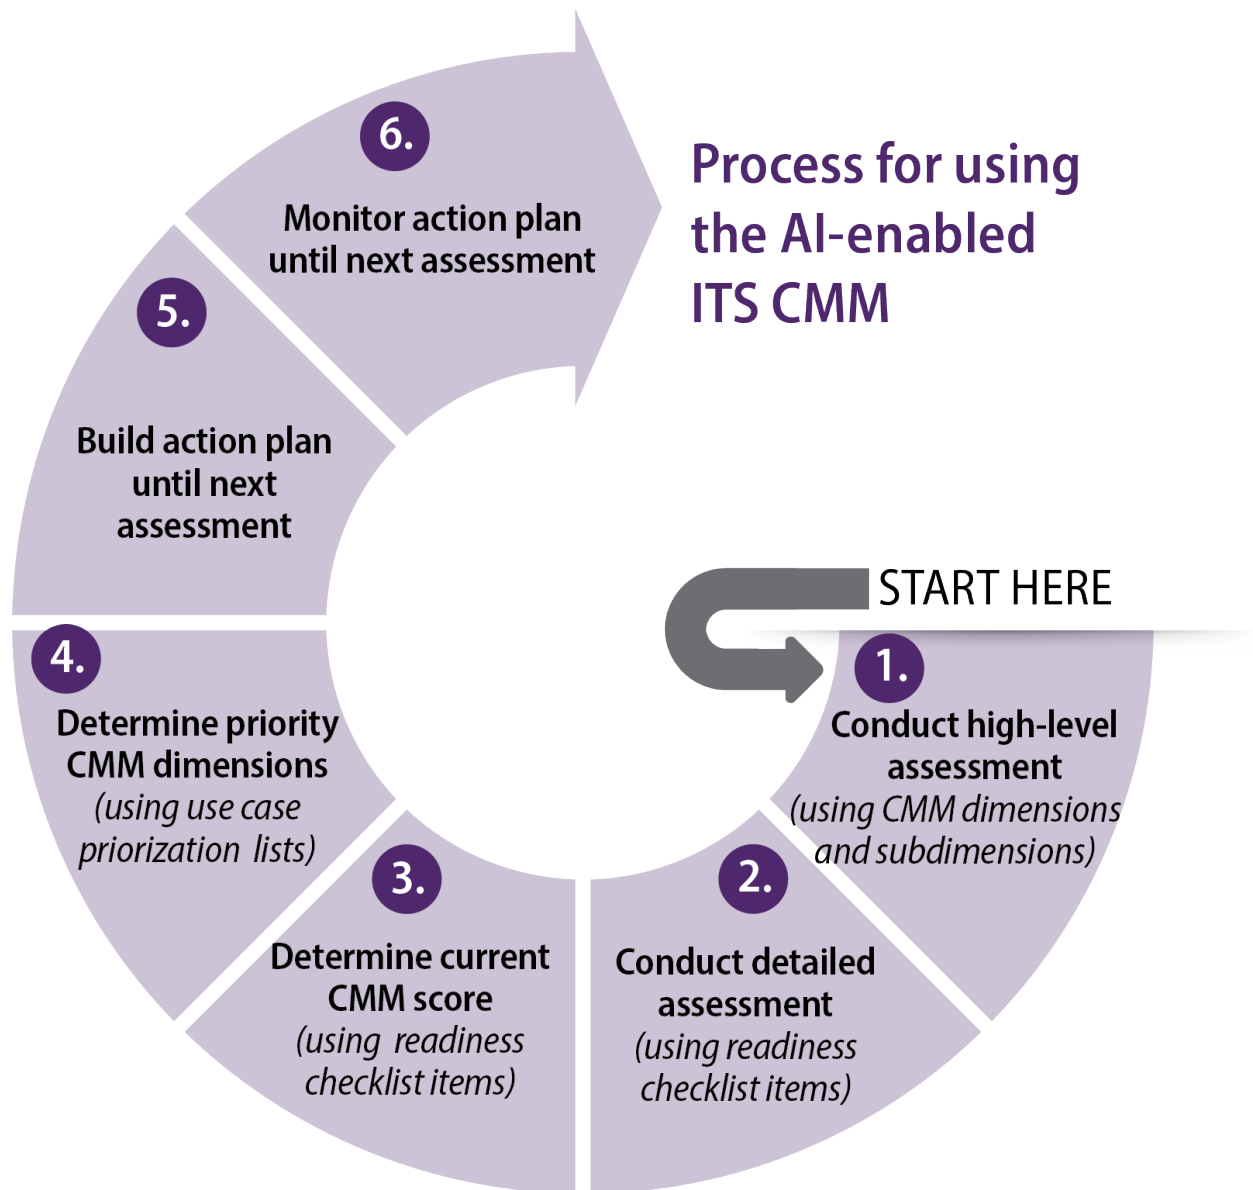 Process for using
the AI-enabled
ITS CMM
START HERE
1.
Conduct high-level
assessment
(using CMM dimensions
and subdimensions)
2.
Conduct detailed
assessment
(using readiness
checklist items)
3.
Determine current
CMM score
(using readiness
checklist items)
4.
Determine priority
CMM dimensions
(using use case
priorization lists)
5.
Build action plan
until next
assessment
6.
Monitor action plan
until next assessment